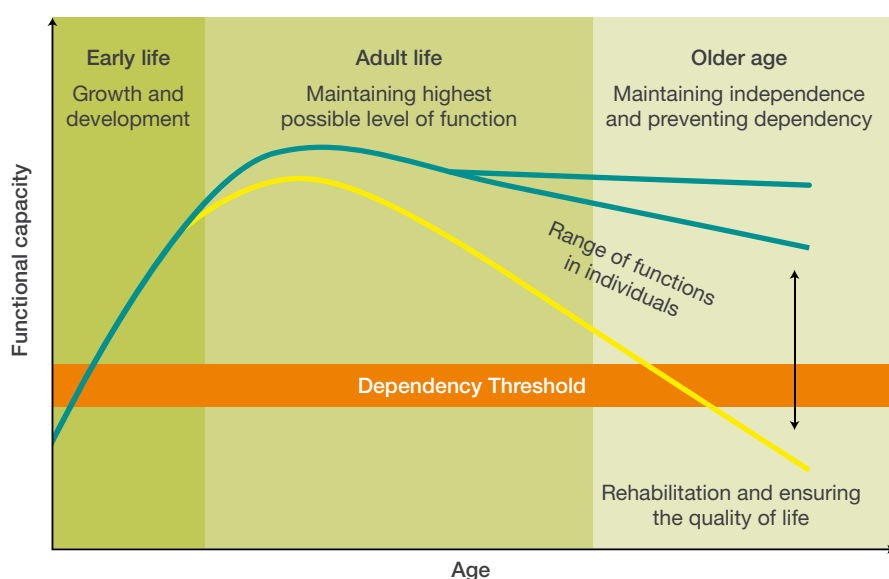 Early life
Growth and
development
Adult life
Maintaining highest
possible level of function
Older age
Maintaining independence
and preventing dependency
Functional capacity
Range of functions
in individuals
Dependency Threshold
Rehabilitation and ensuring
the quality of life
Age